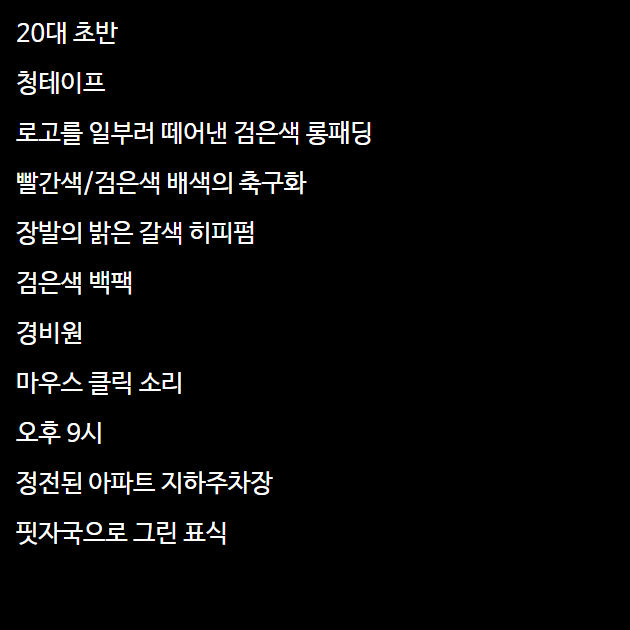 20대 초반
청테이프
로고를 일부러 떼어낸 검은색 롱패딩
빨간색/검은색 배색의 축구화
장발의 밝은 갈색 히피펌
검은색 백팩
경비원
마우스 클릭 소리
오후 9시
정전된 아파트 지하주차장
핏자국으로 그린 표식